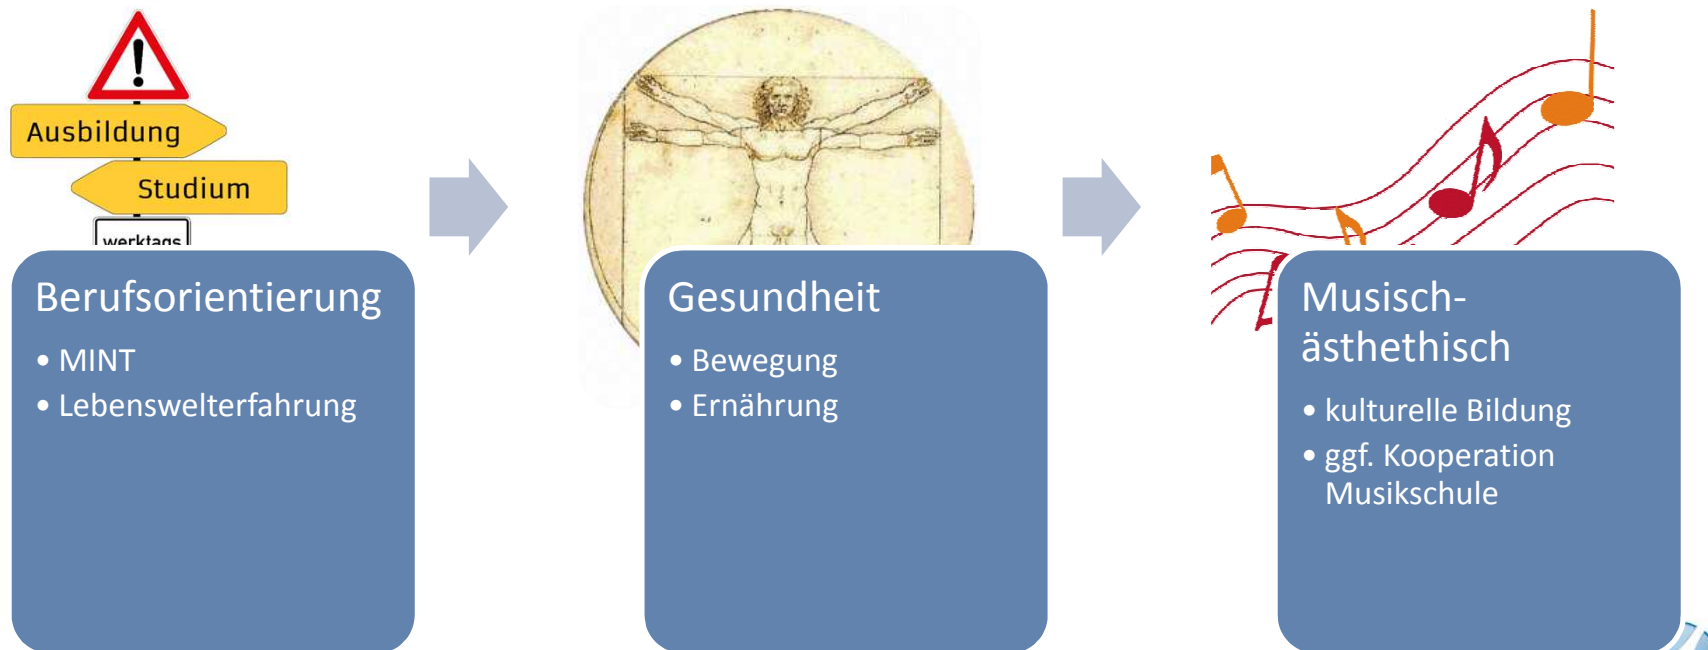 Ausbildung
Studium
werktags
Berufsorientierung
• MINT
• Lebenswelterfahrung
Gesundheit
• Bewegung
• Ernährung
Musisch-
ästhethisch
• kulturelle Bildung
• ggf. Kooperation
Musikschule